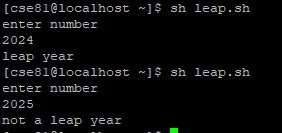 [cse81@localhost ~]$ sh leap.sh
enter number
2024
leap year
[cse81@localhost ~]$ sh leap.sh
enter number
2025
not a leap year